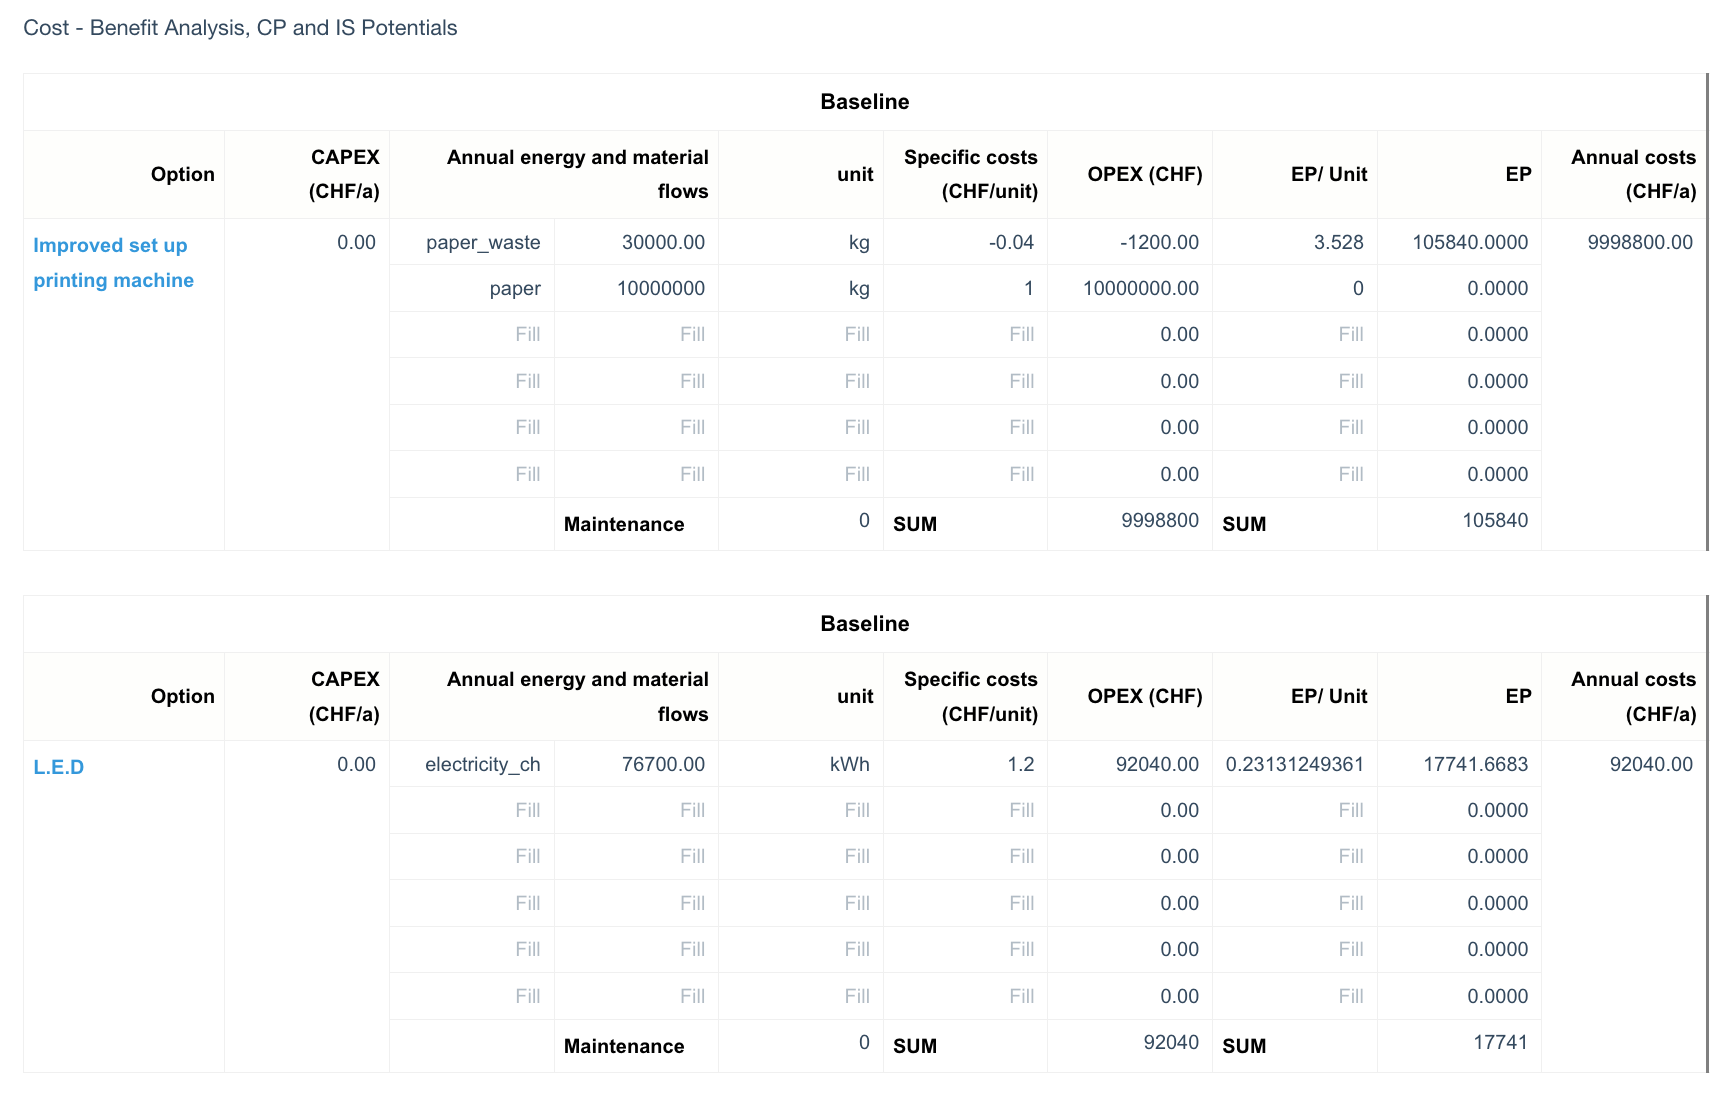 Cost - Benefit Analysis, CP and IS Potentials
Baseline
Option CAPEX (CHF/a) Annual energy and material flows unit Specific costs (CHF/unit) OPEX (CHF) EP/ Unit EP Annual costs (CHF/a)
Improved set up printing machine 0.00 paper_waste 30000.00 kg -0.04 -1200.00 3.528 105840.0000 9998800.00
paper 10000000 kg 1 10000000.00 0 0.0000
Fill Fill Fill Fill 0.00 Fill 0.0000
Fill Fill Fill Fill 0.00 Fill 0.0000
Fill Fill Fill Fill 0.00 Fill 0.0000
Fill Fill Fill Fill 0.00 Fill 0.0000
Maintenance 0 SUM 9998800 SUM 105840
Baseline
Option CAPEX (CHF/a) Annual energy and material flows unit Specific costs (CHF/unit) OPEX (CHF) EP/ Unit EP Annual costs (CHF/a)
L.E.D 0.00 electricity_ch 76700.00 kWh 1.2 92040.00 0.23131249361 17741.6683 92040.00
Fill Fill Fill Fill 0.00 Fill 0.0000
Fill Fill Fill Fill 0.00 Fill 0.0000
Fill Fill Fill Fill 0.00 Fill 0.0000
Fill Fill Fill Fill 0.00 Fill 0.0000
Fill Fill Fill Fill 0.00 Fill 0.0000
Maintenance 0 SUM 92040 SUM 17741